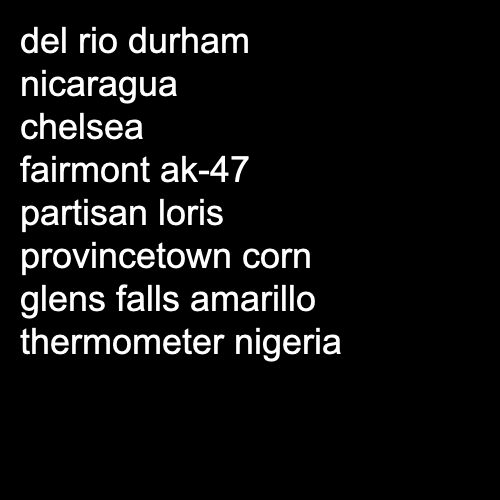 del rio durham
nicaragua
chelsea
fairmont ak-47
partisan loris
provincetown corn
glens falls amarillo
thermometer nigeria